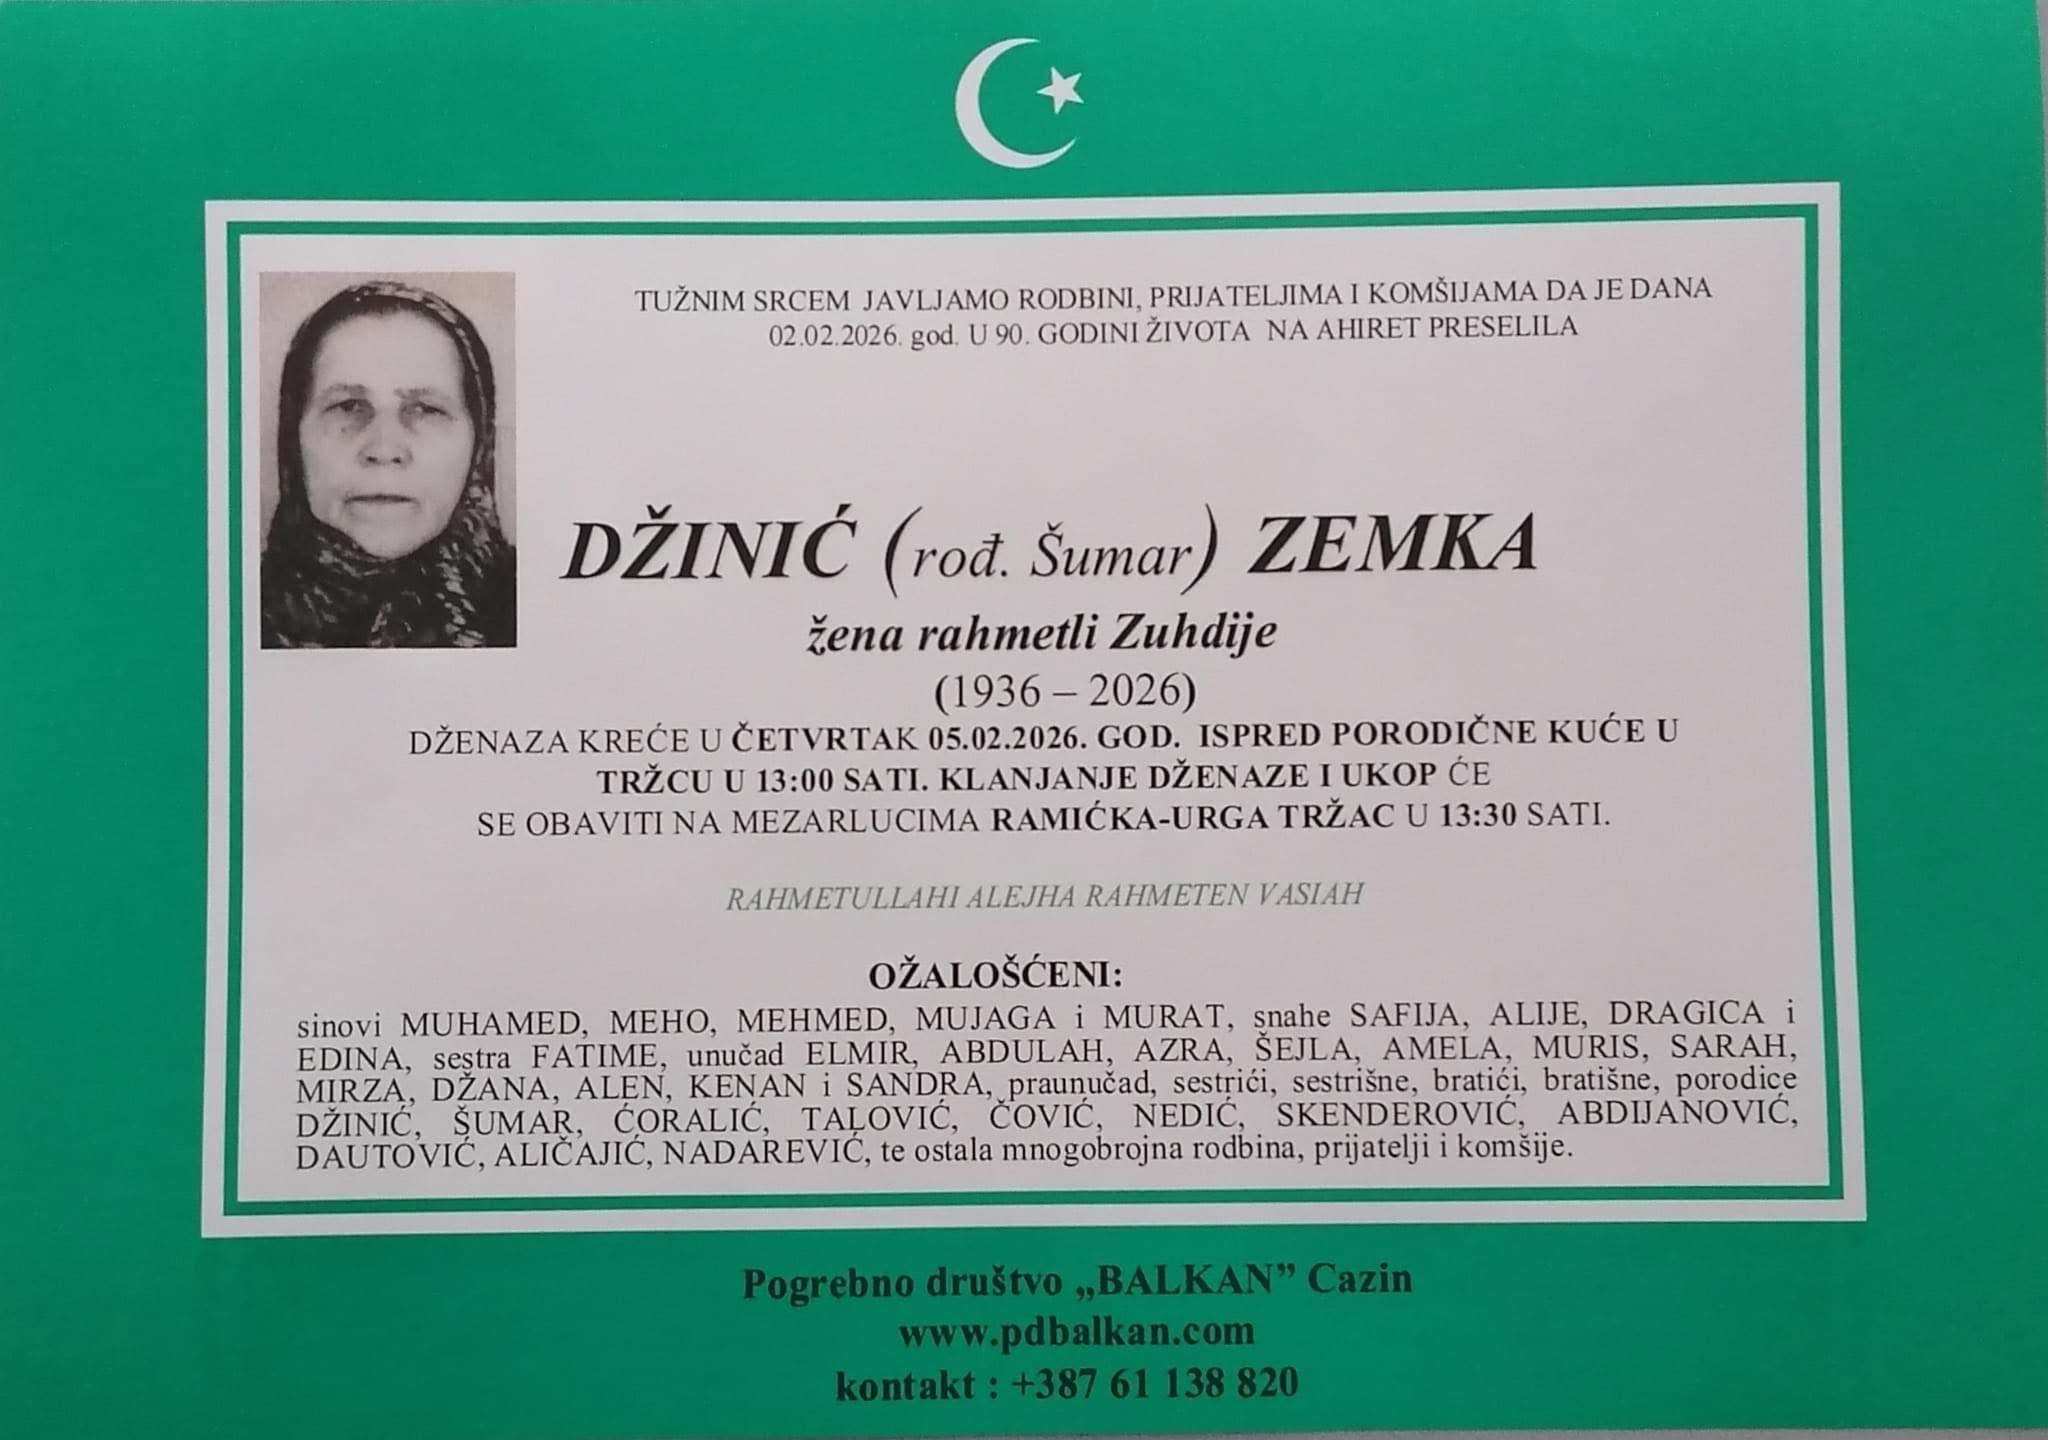 TUŽNIM SRCEM JAVLJAMO RODBINI, PRIJATELJIMA I KOMŠIJAMA DA JE DANA
02.02.2026. god. U 90. GODINI ŽIVOTA NA AHIRET PRESELILA
DŽINIĆ (rođ. Šumar) ZEMKA
žena rahmetli Zuhdije
(1936 – 2026)
DŽENAZA KREĆE U ČETVRTAK 05.02.2026. GOD. ISPRED PORODIČNE KUĆE U
TRŽCU U 13:00 SATI. KLANJANJE DŽENAZE I UKOP ĆE
SE OBAVITI NA MEZARLUCIMA RAMIĆKA-URGA TRŽAC U 13:30 SATI.
RAHMETULLAHI ALEJHA RAHMETEN VASIAH
OŽALOŠĆENI:
sinovi MUHAMED, MEHO, MEHMED, MUJAGA i MURAT, snahe SAFIJA, ALIJE, DRAGICA i
EDINA, sestra FATIME, unučad ELMIR, ABDULAH, AZRA, ŠEJLA, AMELA, MURIS, SARAH,
MIRZA, DŽANA, ALEN, KENAN i SANDRA, praunučad, sestrići, sestrišne, bratići, bratišne, porodice
DŽINIĆ, ŠUMAR, ĆORALIĆ, TALOVIĆ, ČOVIĆ, NEDIĆ, SKENDEROVIĆ, ABDIJANOVIĆ,
DAUTOVIĆ, ALIČAJIĆ, NADAREVIĆ, te ostala mnogobrojna rodbina, prijatelji i komšije.
Pogrebno društvo „BALKAN” Cazin
www.pdbalkan.com
kontakt : +387 61 138 820